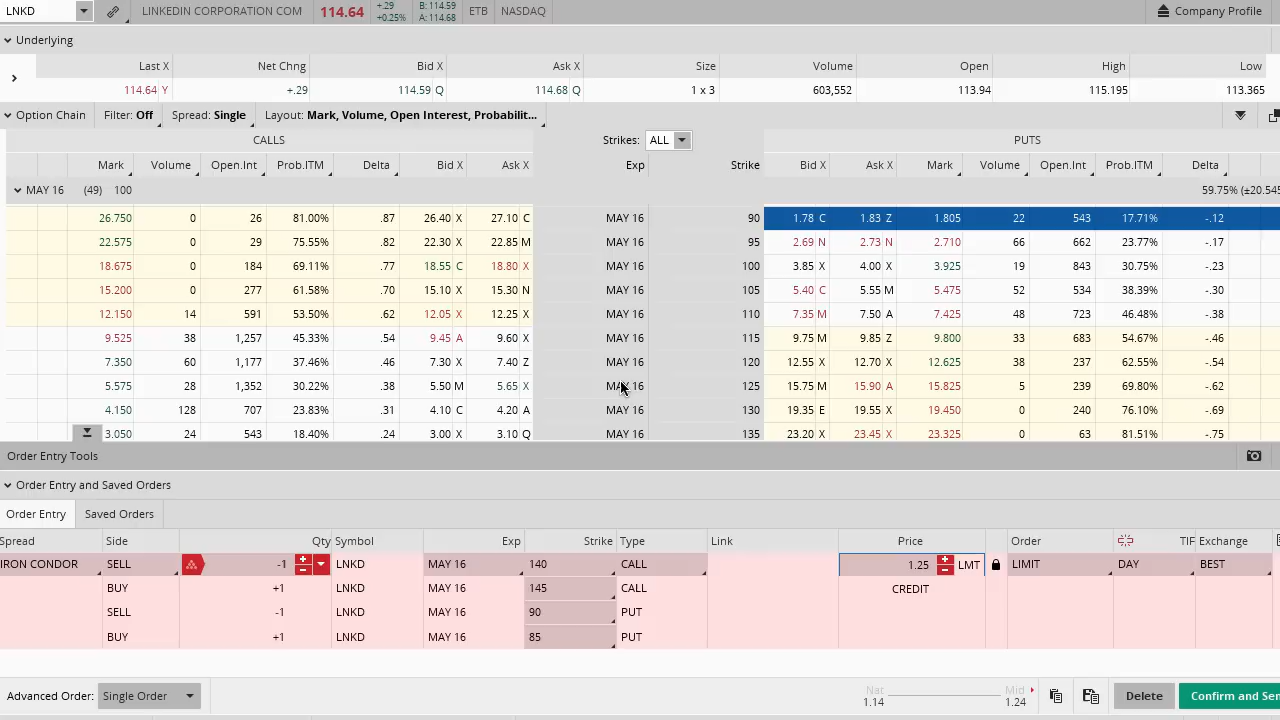 LNKD LINKEDIN CORPORATION COM 114.64 +.29 +0.25% B: 114.59 A: 114.68 ETB NASDAQ Company Profile
Underlying
Last X Net Chng Bid X Ask X Size Volume Open High Low
114.64 Y +.29 114.59 Q 114.68 Q 1 x 3 603,552 113.94 115.195 113.365
Option Chain Filter: Off Spread: Single Layout: Mark, Volume, Open Interest, Probabilit...
CALLS Strikes: ALL PUTS
Mark Volume Open.Int Prob.ITM Delta Bid X Ask X Exp Strike Bid X Ask X Mark Volume Open.Int Prob.ITM Delta
MAY 16 (49) 100 59.75% (±20.545
26.750 0 26 81.00% .87 26.40 X 27.10 C MAY 16 90 1.78 C 1.83 Z 1.805 22 543 17.71% -.12
22.575 0 29 75.55% .82 22.30 X 22.85 M MAY 16 95 2.69 N 2.73 N 2.710 66 662 23.77% -.17
18.675 0 184 69.11% .77 18.55 C 18.80 X MAY 16 100 3.85 X 4.00 X 3.925 19 843 30.75% -.23
15.200 0 277 61.58% .70 15.10 X 15.30 N MAY 16 105 5.40 C 5.55 M 5.475 52 534 38.39% -.30
12.150 14 591 53.50% .62 12.05 X 12.25 X MAY 16 110 7.35 M 7.50 A 7.425 48 723 46.48% -.38
9.525 38 1,257 45.33% .54 9.45 A 9.60 X MAY 16 115 9.75 M 9.85 Z 9.800 33 683 54.67% -.46
7.350 60 1,177 37.46% .46 7.30 X 7.40 Z MAY 16 120 12.55 X 12.70 X 12.625 38 237 62.55% -.54
5.575 28 1,352 30.22% .38 5.50 M 5.65 X MAY 16 125 15.75 M 15.90 A 15.825 5 239 69.80% -.62
4.150 128 707 23.83% .31 4.10 C 4.20 A MAY 16 130 19.35 E 19.55 X 19.450 0 240 76.10% -.69
3.050 24 543 18.40% .24 3.00 X 3.10 Q MAY 16 135 23.20 X 23.45 X 23.325 0 63 81.51% -.75
Order Entry Tools
Order Entry and Saved Orders
Order Entry Saved Orders
Spread Side Qty Symbol Exp Strike Type Link Price Order TIF Exchange
IRON CONDOR SELL -1 LNKD MAY 16 140 CALL 1.25 LMT LIMIT DAY BEST
BUY +1 LNKD MAY 16 145 CALL CREDIT
SELL -1 LNKD MAY 16 90 PUT
BUY +1 LNKD MAY 16 85 PUT
Advanced Order: Single Order Nat Mid Delete Confirm and Sen
1.14 1.24